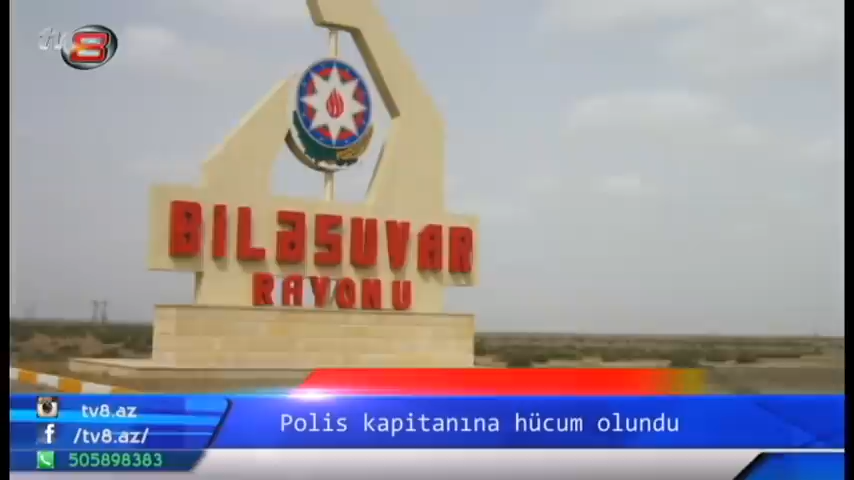 tv8
BILƏSUVAR
RAYONU
tv8.az
/tv8.az/
505898383
Polis kapitanına hücum olundu